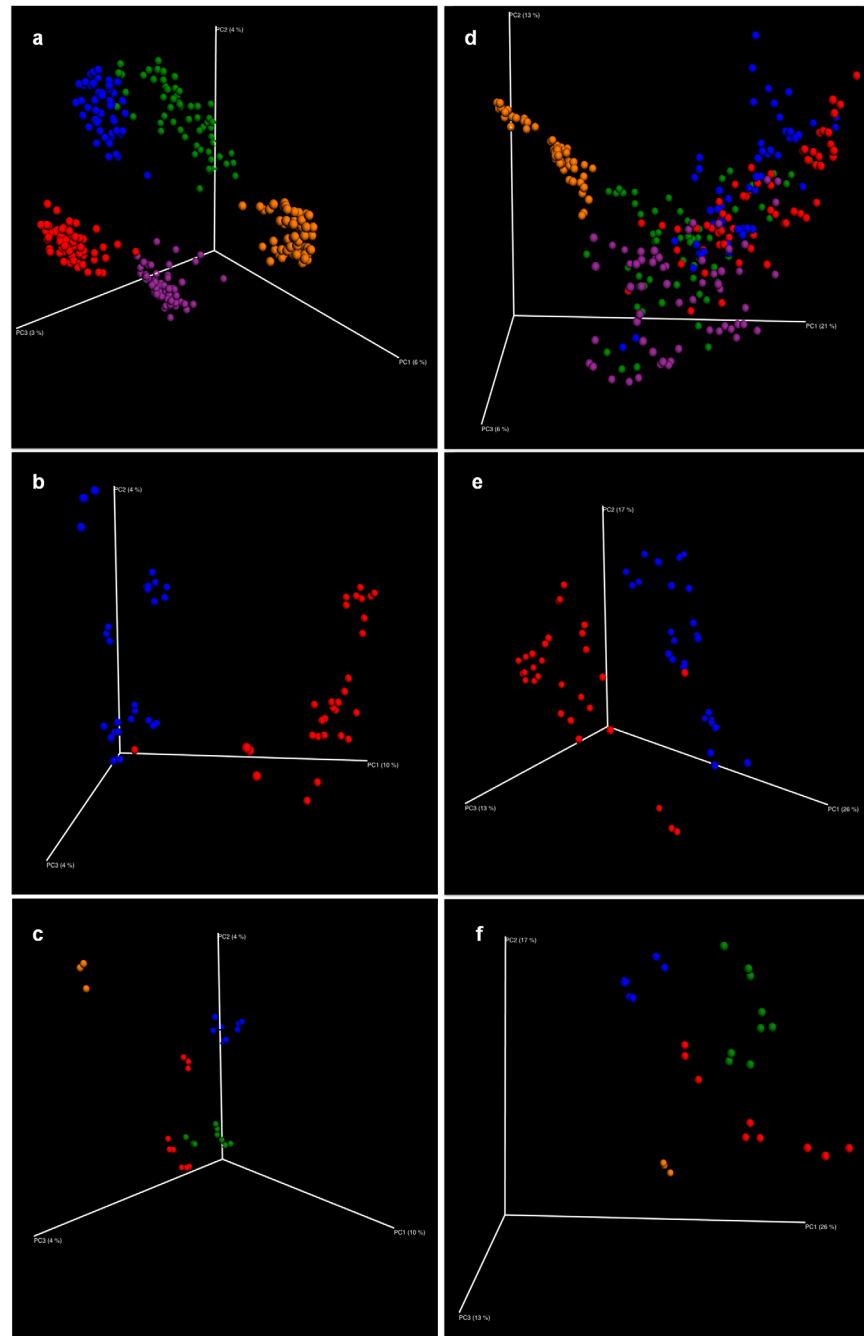 a
PC2 (4 %)
PC3 (3 %)
PC1 (6 %)
d
PC2 (13 %)
PC1 (21 %)
PC3 (6 %)
b
PC2 (4 %)
PC1 (10 %)
PC3 (4 %)
e
PC2 (17 %)
PC3 (13 %)
PC1 (26 %)
c
PC2 (4 %)
PC3 (4 %)
PC1 (10 %)
f
PC2 (17 %)
PC1 (26 %)
PC3 (13 %)